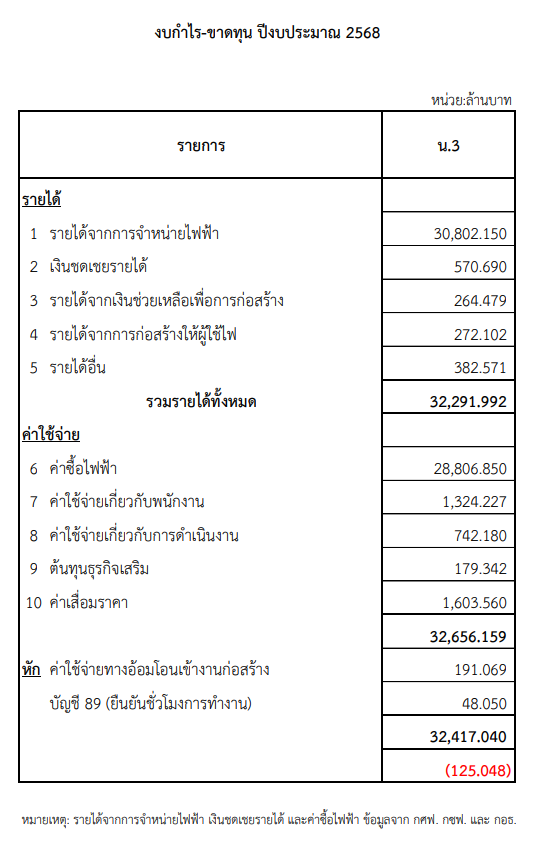 งบกำไร-ขาดทุน ปีงบประมาณ 2568
หน่วย:ล้านบาท
รายการ น.3
รายได้
1 รายได้จากการจำหน่ายไฟฟ้า 30,802.150
2 เงินชดเชยรายได้ 570.690
3 รายได้จากเงินช่วยเหลือเพื่อการก่อสร้าง 264.479
4 รายได้จากการก่อสร้างให้ผู้ใช้ไฟ 272.102
5 รายได้อื่น 382.571
รวมรายได้ทั้งหมด 32,291.992
ค่าใช้จ่าย
6 ค่าซื้อไฟฟ้า 28,806.850
7 ค่าใช้จ่ายเกี่ยวกับพนักงาน 1,324.227
8 ค่าใช้จ่ายเกี่ยวกับการดำเนินงาน 742.180
9 ต้นทุนธุรกิจเสริม 179.342
10 ค่าเสื่อมราคา 1,603.560
32,656.159
หัก ค่าใช้จ่ายทางอ้อมโอนเข้างานก่อสร้าง 191.069
บัญชี 89 (ยืนยันชั่วโมงการทำงาน) 48.050
32,417.040
(125.048)
หมายเหตุ: รายได้จากการจำหน่ายไฟฟ้า เงินชดเชยรายได้ และค่าซื้อไฟฟ้า ข้อมูลจาก กศฟ. กซฟ. และ กอธ.